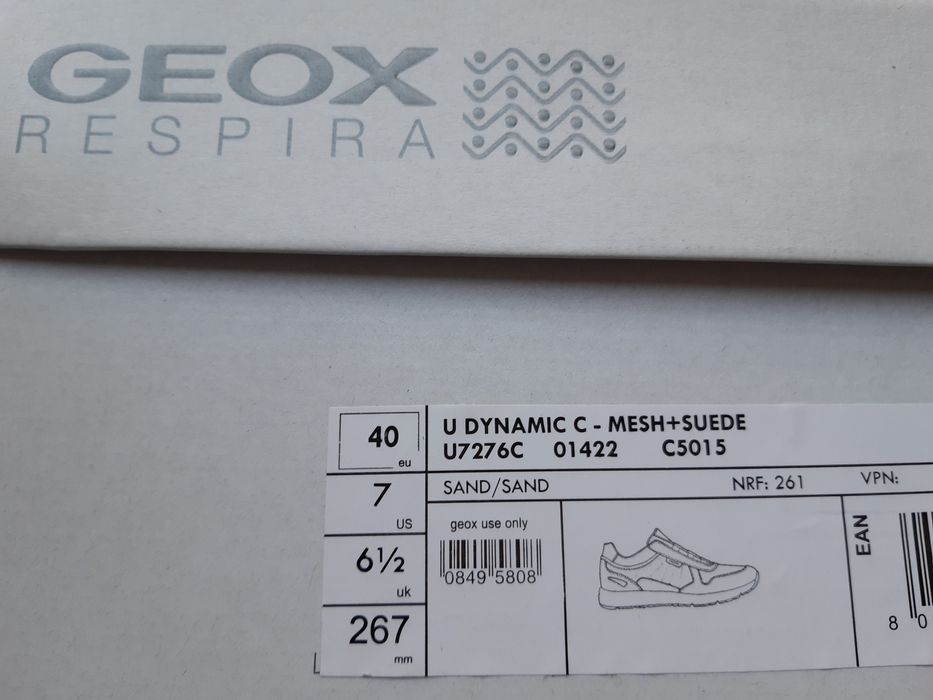 GEOX
RESPIRA
40
eu
U DYNAMIC C - MESH+SUEDE
U7276C 01422 C5015
7
US
SAND/SAND NRF: 261 VPN:
6½
uk
geox use only
0849 5808
267
mm
EAN
8 0